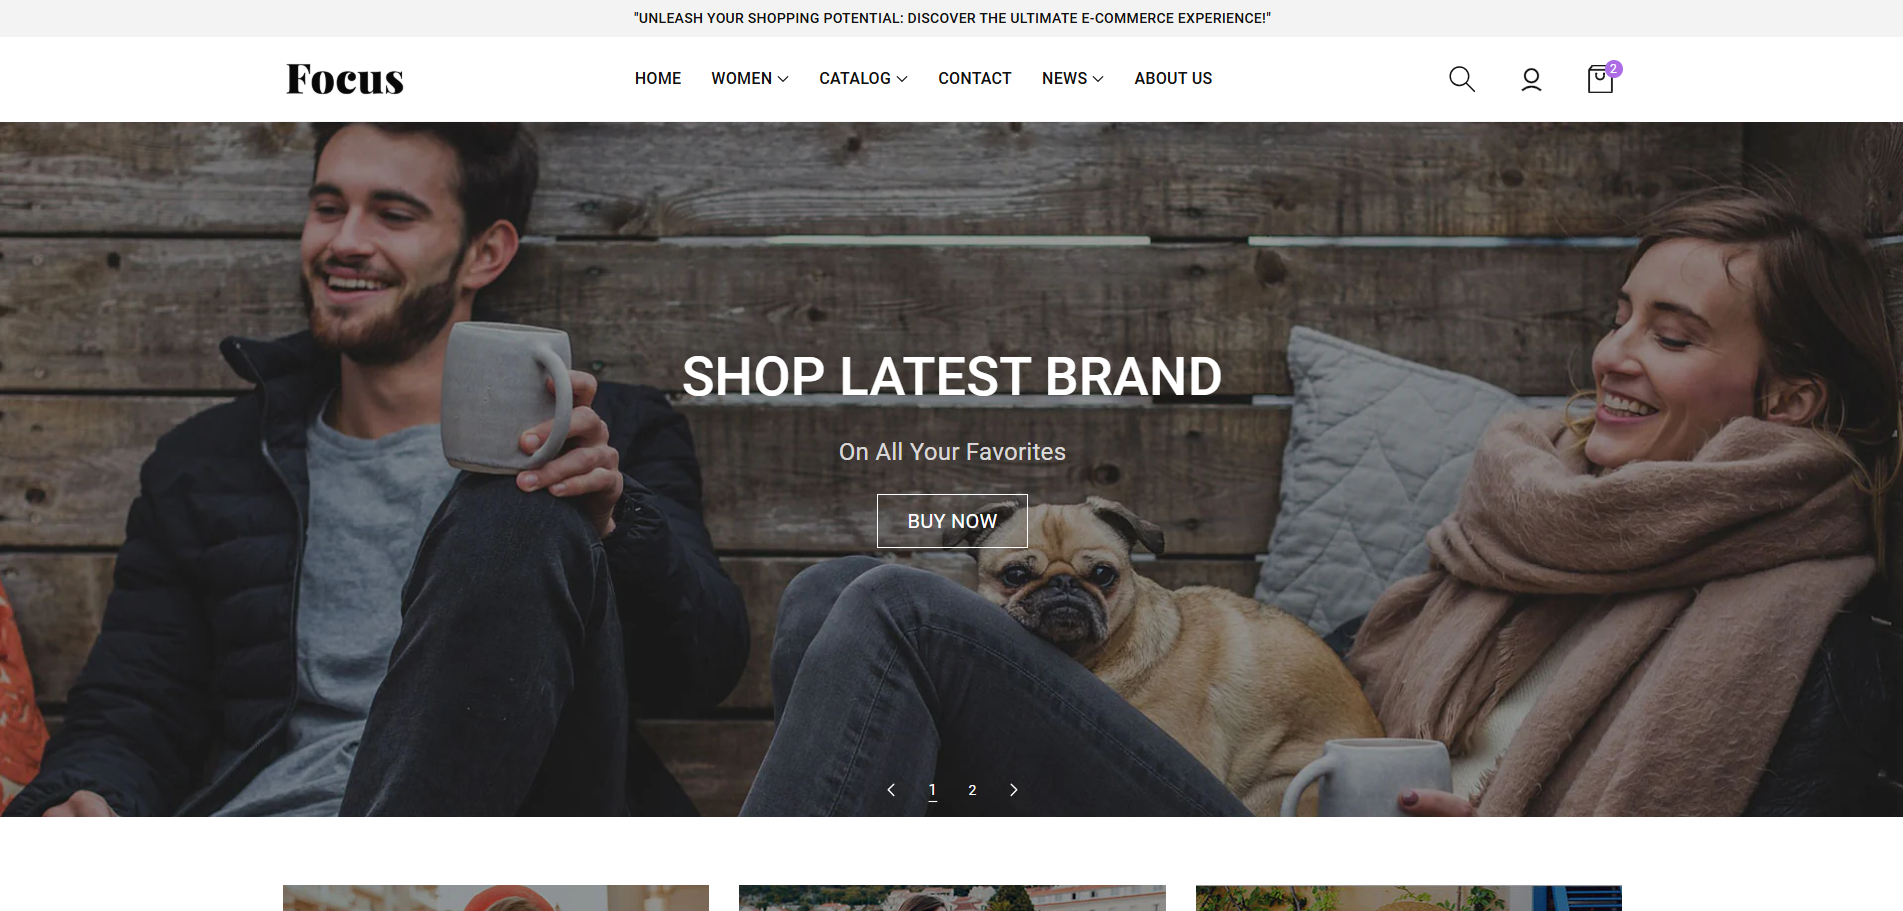 "UNLEASH YOUR SHOPPING POTENTIAL: DISCOVER THE ULTIMATE E-COMMERCE EXPERIENCE!"
Focus HOME WOMEN CATALOG CONTACT NEWS ABOUT US 2
SHOP LATEST BRAND
On All Your Favorites
BUY NOW
1 2